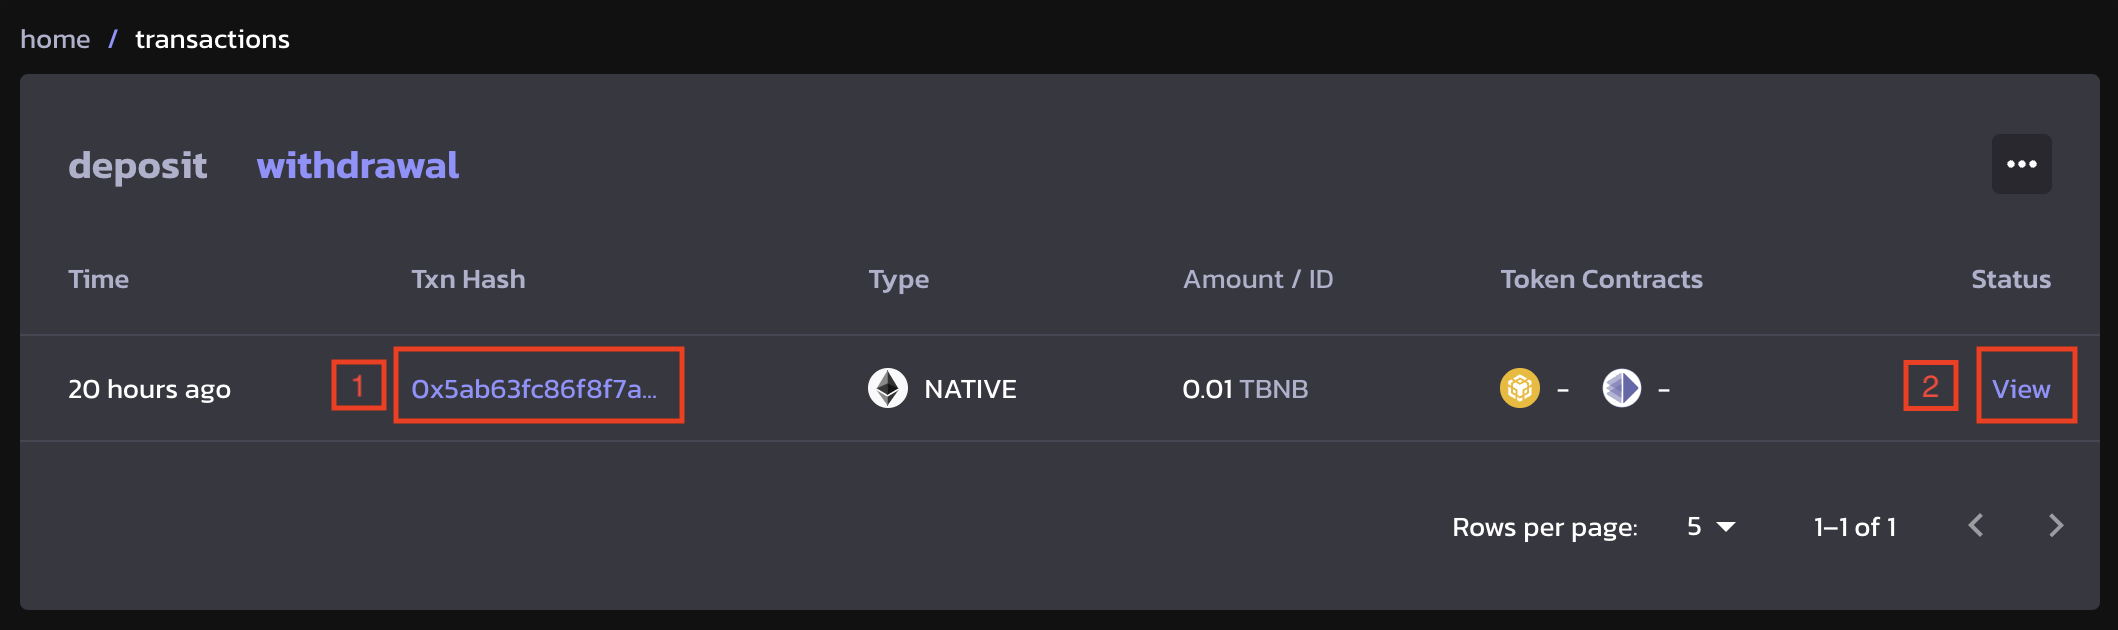 home / transactions
deposit withdrawal
Time Txn Hash Type Amount / ID Token Contracts Status
20 hours ago 1 0x5ab63fc86f8f7a... NATIVE 0.01 TBNB - - 2 View
Rows per page: 5 1–1 of 1